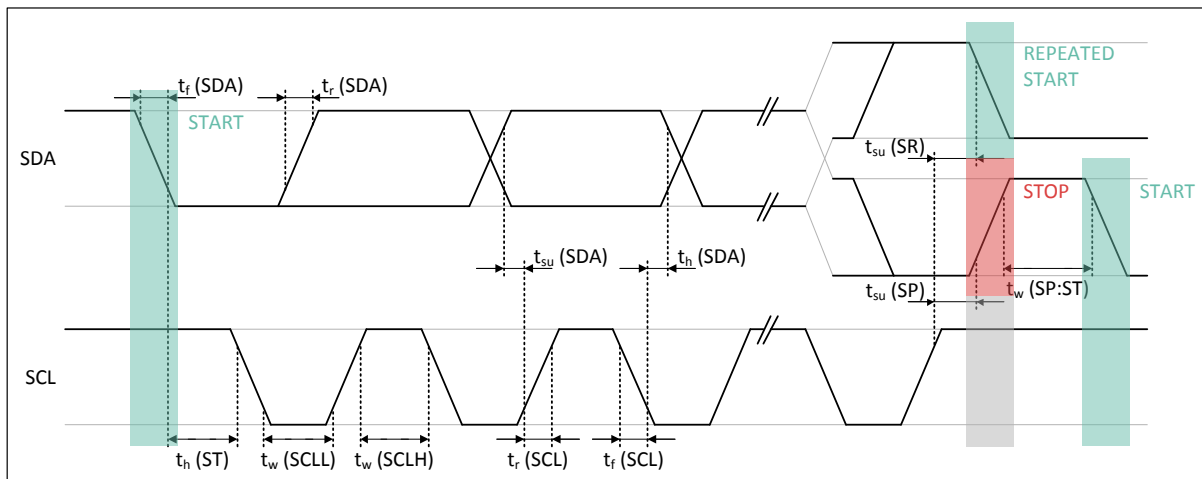 REPEATED
START
t_f (SDA)
t_r (SDA)
START
t_su (SR)
SDA
STOP
START
t_su (SDA)
t_h (SDA)
t_su (SP)
t_w (SP:ST)
SCL
t_h (ST)
t_w (SCLL)
t_w (SCLH)
t_r (SCL)
t_f (SCL)